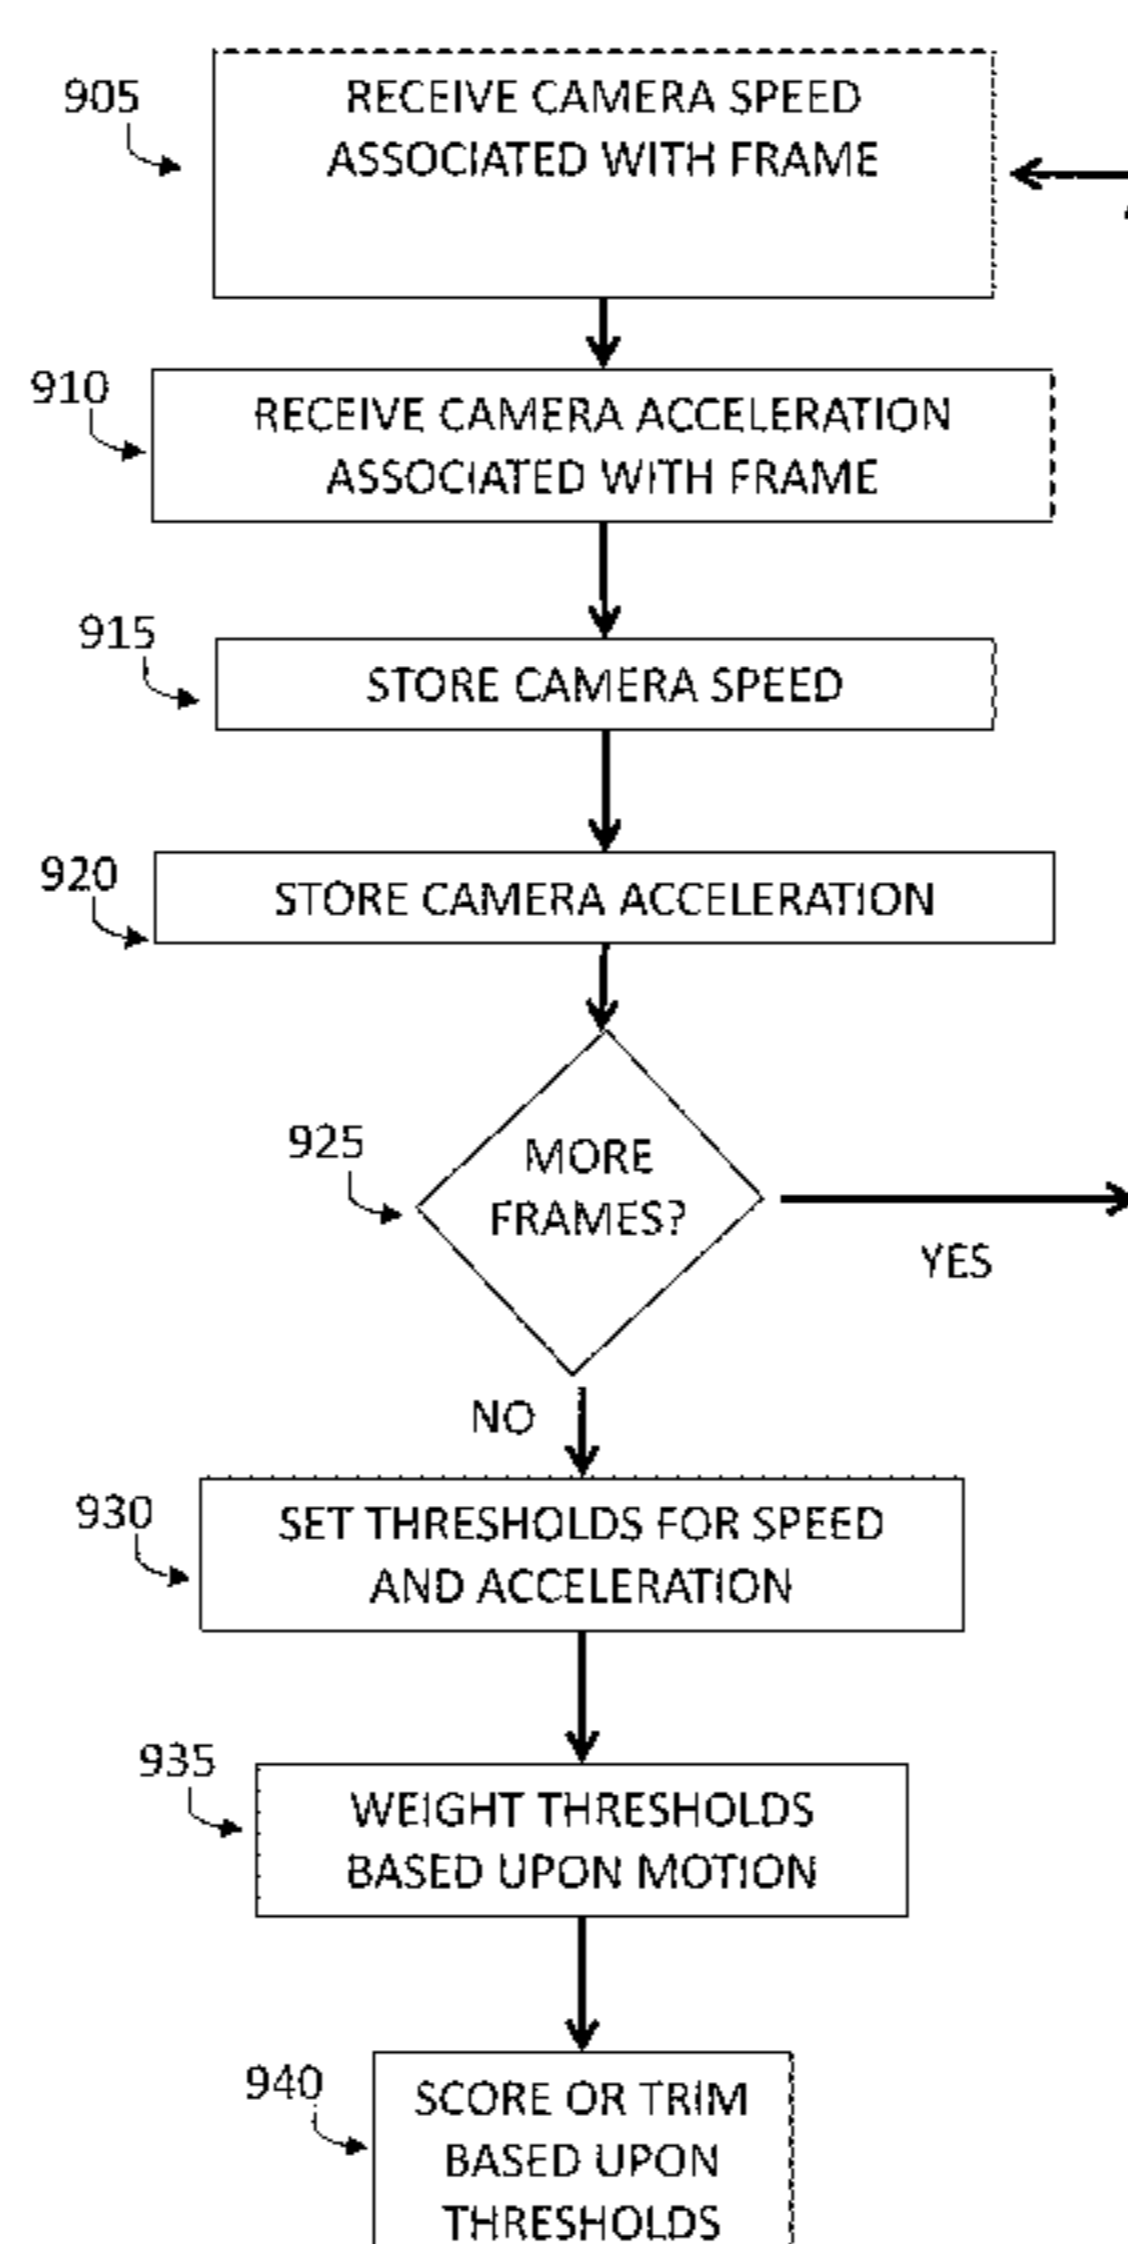 905
RECEIVE CAMERA SPEED
ASSOCIATED WITH FRAME
910
RECEIVE CAMERA ACCELERATION
ASSOCIATED WITH FRAME
915
STORE CAMERA SPEED
920
STORE CAMERA ACCELERATION
925
MORE
FRAMES?
YES
NO
930
SET THRESHOLDS FOR SPEED
AND ACCELERATION
935
WEIGHT THRESHOLDS
BASED UPON MOTION
940
SCORE OR TRIM
BASED UPON
THRESHOLDS